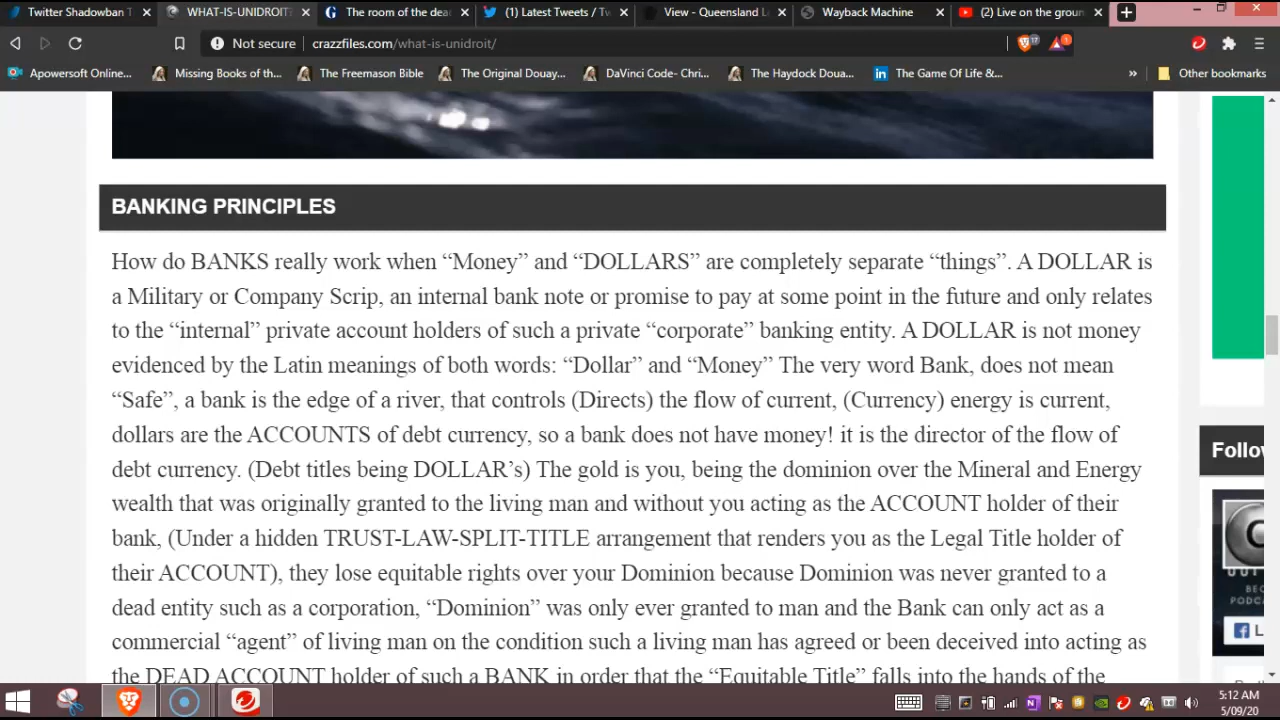 Twitter Shadowban T
WHAT-IS-UNIDROIT?
The room of the dea
(1) Latest Tweets / Tw
View - Queensland L
Wayback Machine
(2) Live on the groun
Not secure
crazzfiles.com/what-is-unidroit/
17
1
Apowersoft Online...
Missing Books of th...
The Freemason Bible
The Original Douay...
DaVinci Code- Chri...
The Haydock Doua...
The Game Of Life &...
Other bookmarks
BANKING PRINCIPLES
How do BANKS really work when “Money” and “DOLLARS” are completely separate “things”. A DOLLAR is
a Military or Company Scrip, an internal bank note or promise to pay at some point in the future and only relates
to the “internal” private account holders of such a private “corporate” banking entity. A DOLLAR is not money
evidenced by the Latin meanings of both words: “Dollar” and “Money” The very word Bank, does not mean
“Safe”, a bank is the edge of a river, that controls (Directs) the flow of current, (Currency) energy is current,
dollars are the ACCOUNTS of debt currency, so a bank does not have money! it is the director of the flow of
debt currency. (Debt titles being DOLLAR’s) The gold is you, being the dominion over the Mineral and Energy
wealth that was originally granted to the living man and without you acting as the ACCOUNT holder of their
bank, (Under a hidden TRUST-LAW-SPLIT-TITLE arrangement that renders you as the Legal Title holder of
their ACCOUNT), they lose equitable rights over your Dominion because Dominion was never granted to a
dead entity such as a corporation, “Dominion” was only ever granted to man and the Bank can only act as a
commercial “agent” of living man on the condition such a living man has agreed or been deceived into acting as
the DEAD ACCOUNT holder of such a BANK in order that the “Equitable Title” falls into the hands of the
Follo
BEC
PODCA
L
5:12 AM
5/09/20